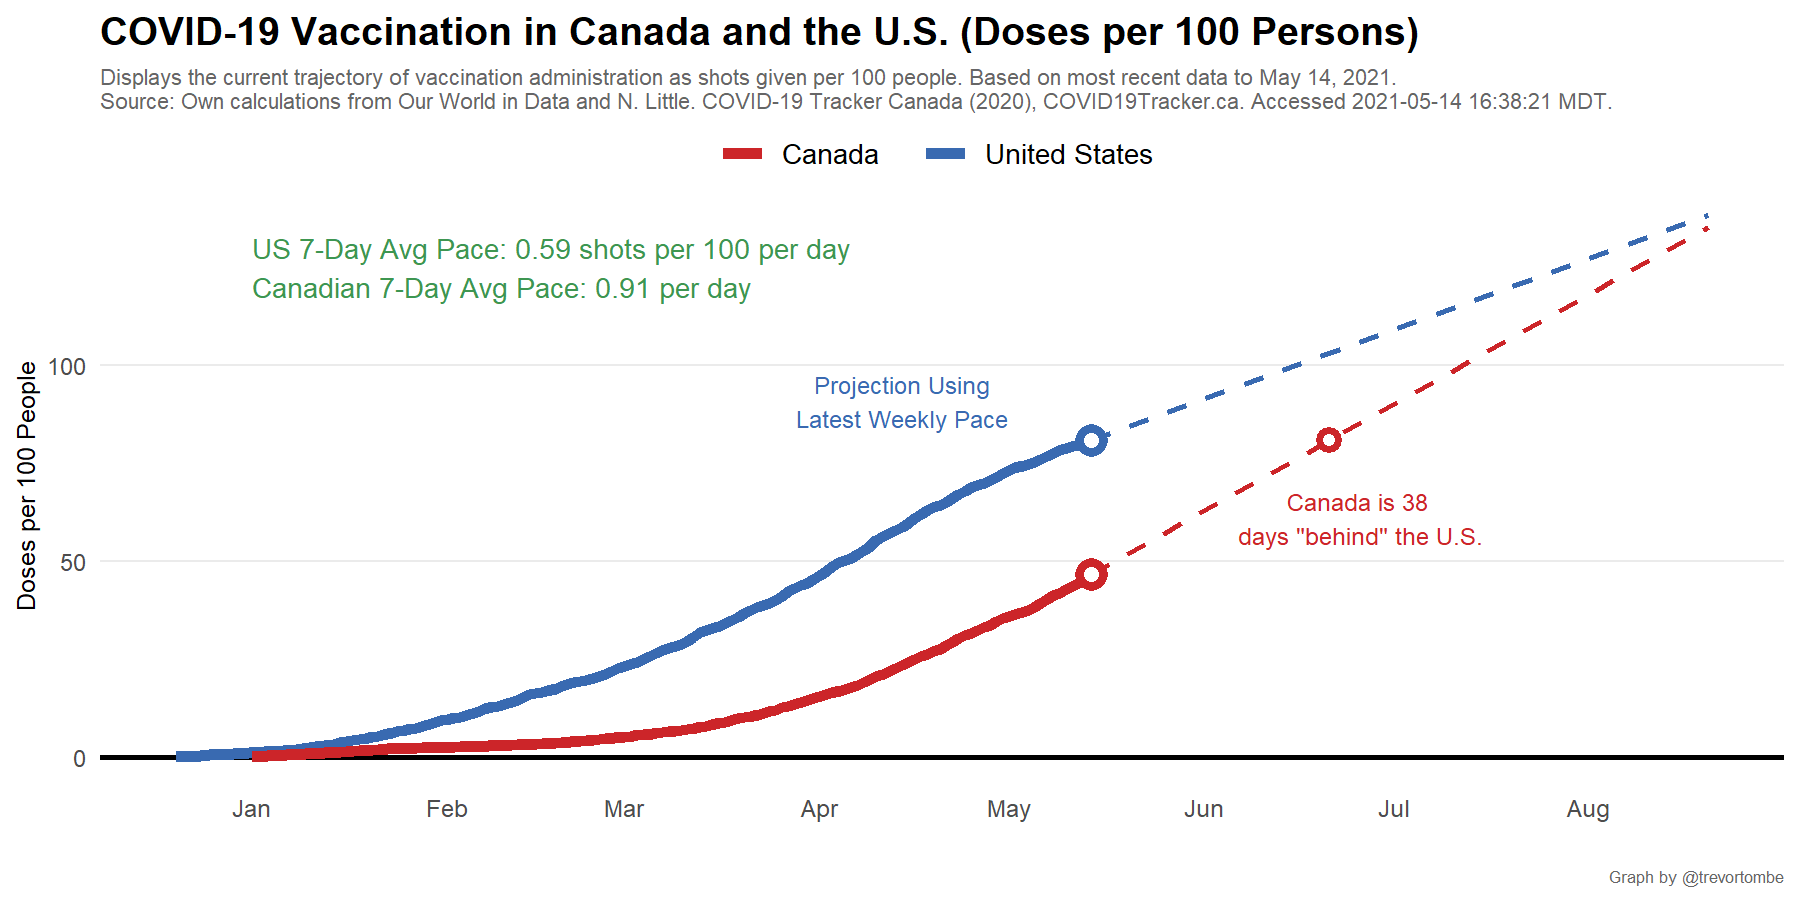 COVID-19 Vaccination in Canada and the U.S. (Doses per 100 Persons)
Displays the current trajectory of vaccination administration as shots given per 100 people. Based on most recent data to May 14, 2021.
Source: Own calculations from Our World in Data and N. Little. COVID-19 Tracker Canada (2020), COVID19Tracker.ca. Accessed 2021-05-14 16:38:21 MDT.
Canada United States
US 7-Day Avg Pace: 0.59 shots per 100 per day
Canadian 7-Day Avg Pace: 0.91 per day
Doses per 100 People
100
50
0
Projection Using
Latest Weekly Pace
Canada is 38
days "behind" the U.S.
Jan Feb Mar Apr May Jun Jul Aug
Graph by @trevortombe